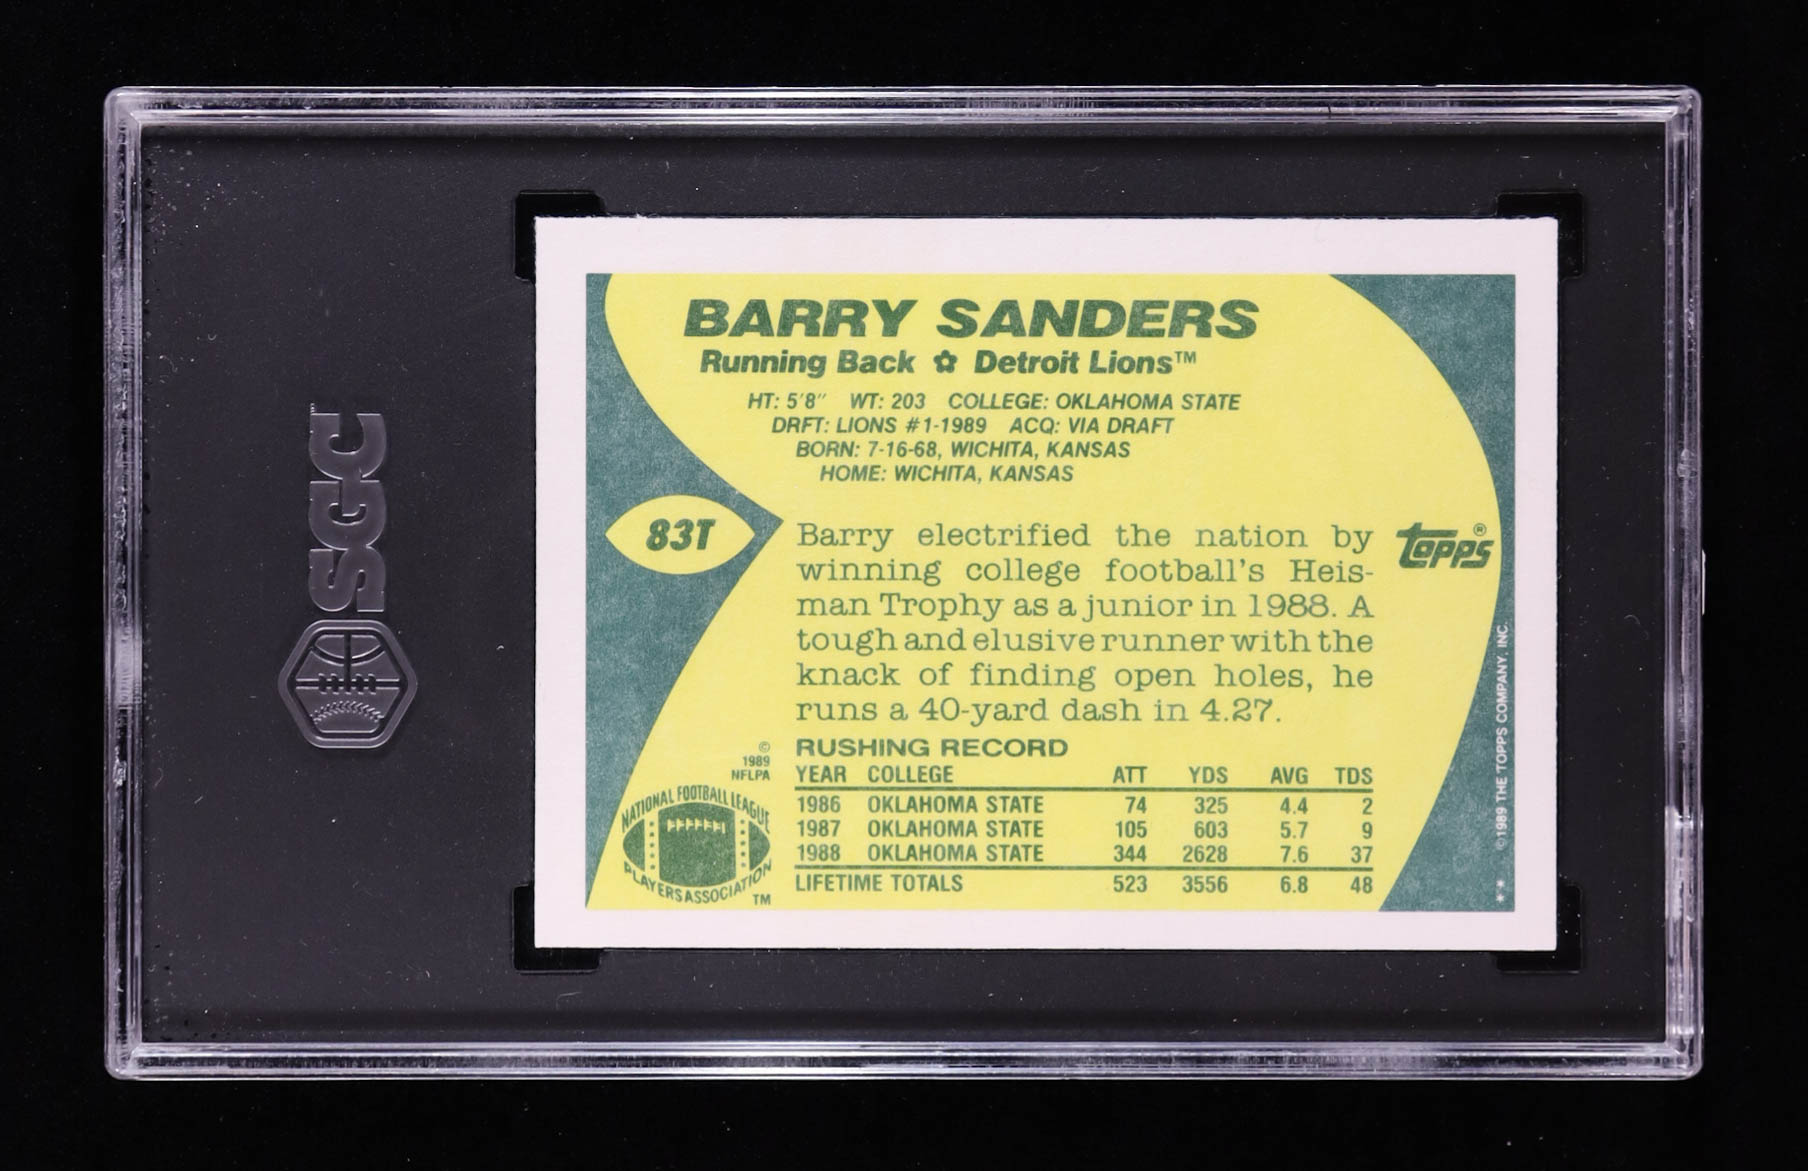 SGC
BARRY SANDERS
Running Back ✿ Detroit Lions™
HT: 5'8" WT: 203 COLLEGE: OKLAHOMA STATE
DRFT: LIONS #1-1989 ACQ: VIA DRAFT
BORN: 7-16-68, WICHITA, KANSAS
HOME: WICHITA, KANSAS
83T
Barry electrified the nation by
winning college football's Heis-
man Trophy as a junior in 1988. A
tough and elusive runner with the
knack of finding open holes, he
runs a 40-yard dash in 4.27.
topps®
RUSHING RECORD
YEAR COLLEGE ATT YDS AVG TDS
1986 OKLAHOMA STATE 74 325 4.4 2
1987 OKLAHOMA STATE 105 603 5.7 9
1988 OKLAHOMA STATE 344 2628 7.6 37
LIFETIME TOTALS 523 3556 6.8 48
©
1989
NFLPA
NATIONAL FOOTBALL LEAGUE
PLAYERS ASSOCIATION
TM
** ©1989 THE TOPPS COMPANY, INC.